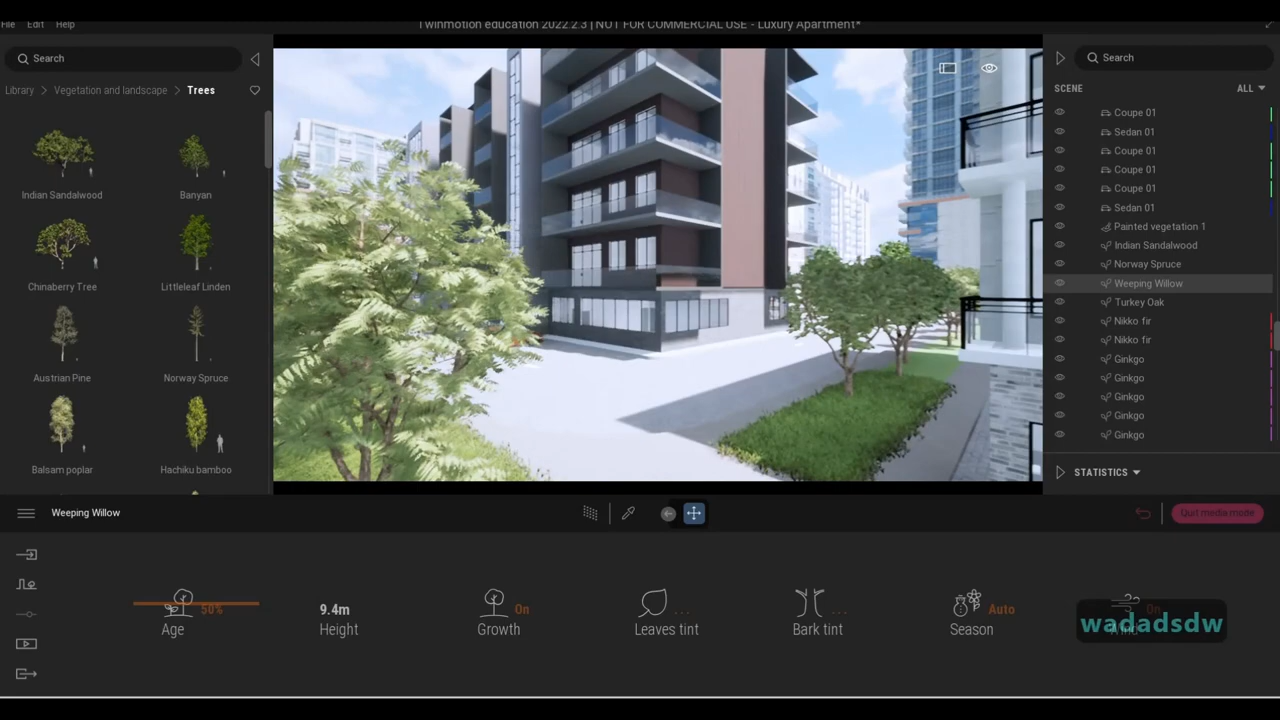 File Edit Help
Twinmotion education 2022.2.3 | NOT FOR COMMERCIAL USE - Luxury Apartment*
Search
Library > Vegetation and landscape > Trees
Indian Sandalwood
Banyan
Chinaberry Tree
Littleleaf Linden
Austrian Pine
Norway Spruce
Balsam poplar
Hachiku bamboo
Search
SCENE
ALL
Coupe 01
Sedan 01
Coupe 01
Coupe 01
Coupe 01
Sedan 01
Painted vegetation 1
Indian Sandalwood
Norway Spruce
Weeping Willow
Turkey Oak
Nikko fir
Nikko fir
Ginkgo
Ginkgo
Ginkgo
Ginkgo
Ginkgo
STATISTICS
Weeping Willow
Quit media mode
50%
Age
9.4m
Height
On
Growth
...
Leaves tint
...
Bark tint
Auto
Season
On
Wind
wadadsdw